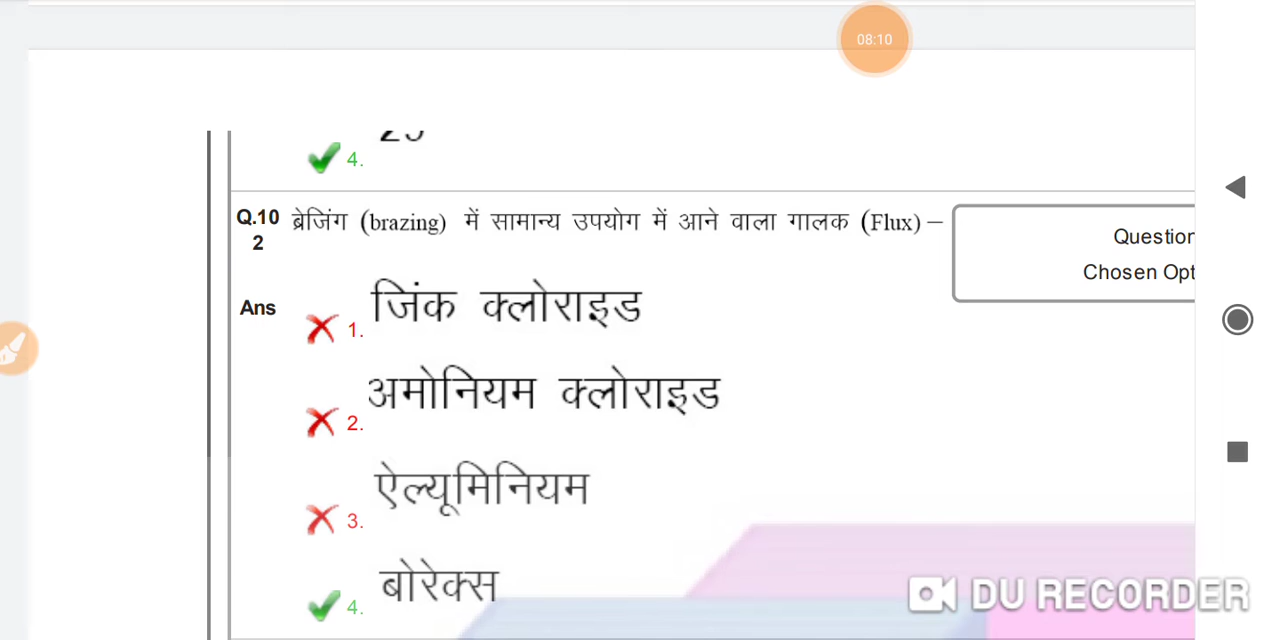 08:10
4.
Q.10 ब्रेजिंग (brazing) में सामान्य उपयोग में आने वाला गालक (Flux) –
2
Question
Chosen Opt
Ans
1. जिंक क्लोराइड
2. अमोनियम क्लोराइड
3. ऐल्यूमिनियम
4. बोरेक्स
DU RECORDER